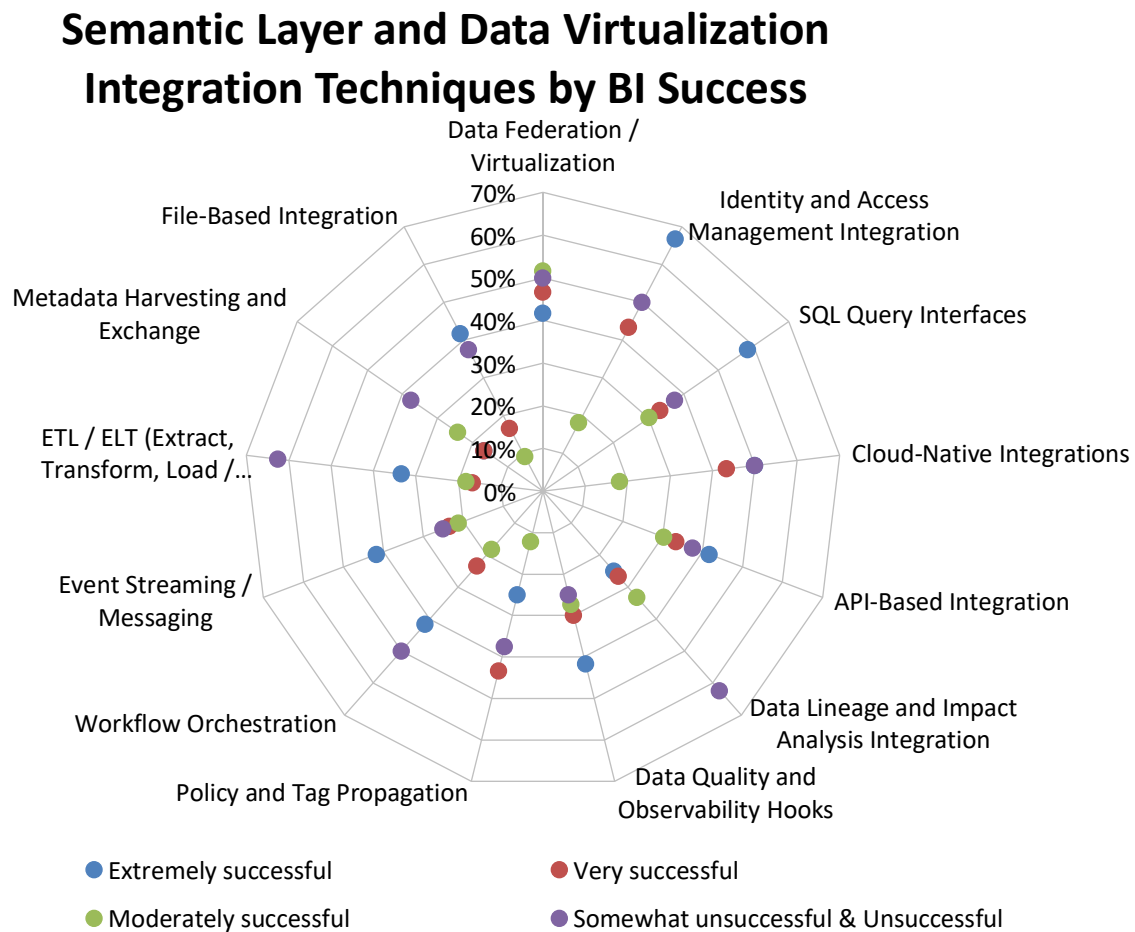 Semantic Layer and Data Virtualization
Integration Techniques by BI Success
Data Federation /
Virtualization
Identity and Access
Management Integration
SQL Query Interfaces
Cloud-Native Integrations
API-Based Integration
Data Lineage and Impact
Analysis Integration
Data Quality and
Observability Hooks
Policy and Tag Propagation
Workflow Orchestration
Event Streaming /
Messaging
ETL / ELT (Extract,
Transform, Load /...
Metadata Harvesting and
Exchange
File-Based Integration
70%
60%
50%
40%
30%
20%
10%
0%
Extremely successful
Very successful
Moderately successful
Somewhat unsuccessful & Unsuccessful